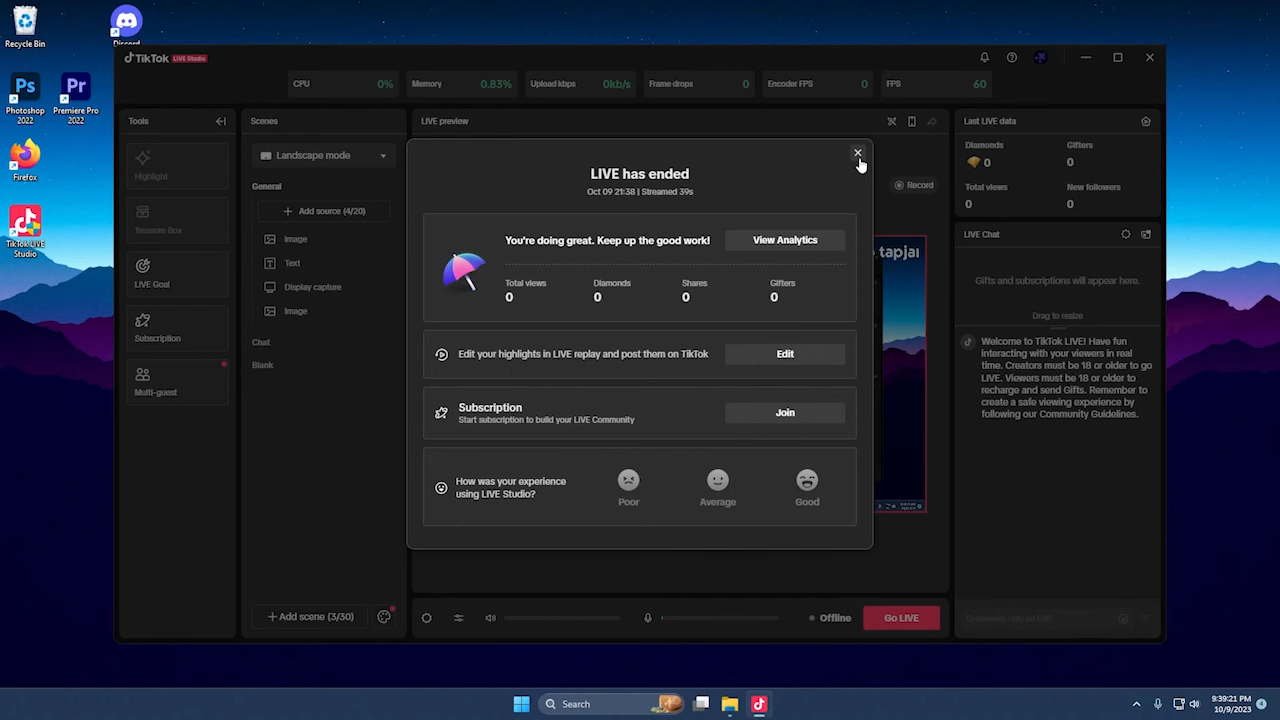 Recycle Bin
Discord
Photoshop
2022
Premiere Pro
2022
Firefox
TikTok LIVE
Studio
TikTok LIVE Studio
CPU 0%
Memory 0.83%
Upload kbps 0kb/s
Frame drops 0
Encoder FPS 0
FPS 60
Tools
Highlight
Treasure Box
LIVE Goal
Subscription
Multi-guest
Scenes
Landscape mode
General
Add source (4/20)
Image
Text
Display capture
Image
Chat
Blank
Add scene (3/30)
LIVE preview
Record
tapjar
LIVE has ended
Oct 09 21:38 | Streamed 39s
You're doing great. Keep up the good work!
View Analytics
Total views
0
Diamonds
0
Shares
0
Gifters
0
Edit your highlights in LIVE replay and post them on TikTok
Edit
Subscription
Start subscription to build your LIVE Community
Join
How was your experience
using LIVE Studio?
Poor
Average
Good
Offline
Go LIVE
Last LIVE data
Diamonds
0
Gifters
0
Total views
0
New followers
0
LIVE Chat
Gifts and subscriptions will appear here.
Drag to resize
Welcome to TikTok LIVE! Have fun
interacting with your viewers in real
time. Creators must be 18 or older to go
LIVE. Viewers must be 18 or older to
recharge and send Gifts. Remember to
create a safe viewing experience by
following our Community Guidelines.
Search
9:39:21 PM
10/9/2023
4